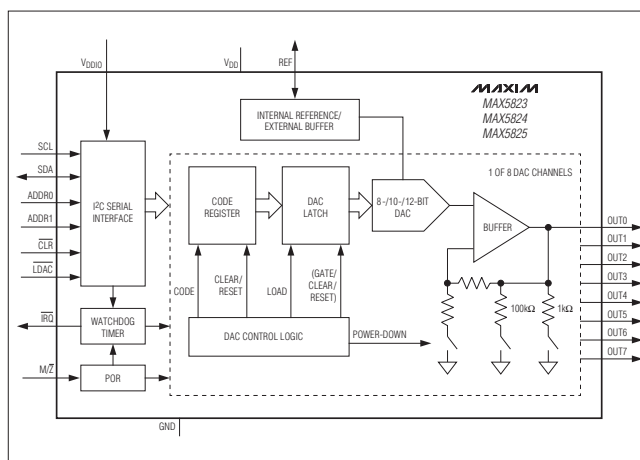 VDDIO
VDD
REF
MAXIM
MAX5823
MAX5824
MAX5825
INTERNAL REFERENCE/
EXTERNAL BUFFER
1 OF 8 DAC CHANNELS
SCL
SDA
ADDR0
ADDR1
CLR
LDAC
IRQ
M/Z
I2C SERIAL
INTERFACE
CODE
REGISTER
DAC
LATCH
8-/10-/12-BIT
DAC
BUFFER
OUT0
OUT1
OUT2
OUT3
OUT4
OUT5
OUT6
OUT7
CODE
CLEAR/
RESET
LOAD
(GATE/
CLEAR/
RESET)
100kΩ
1kΩ
WATCHDOG
TIMER
DAC CONTROL LOGIC
POWER-DOWN
POR
GND